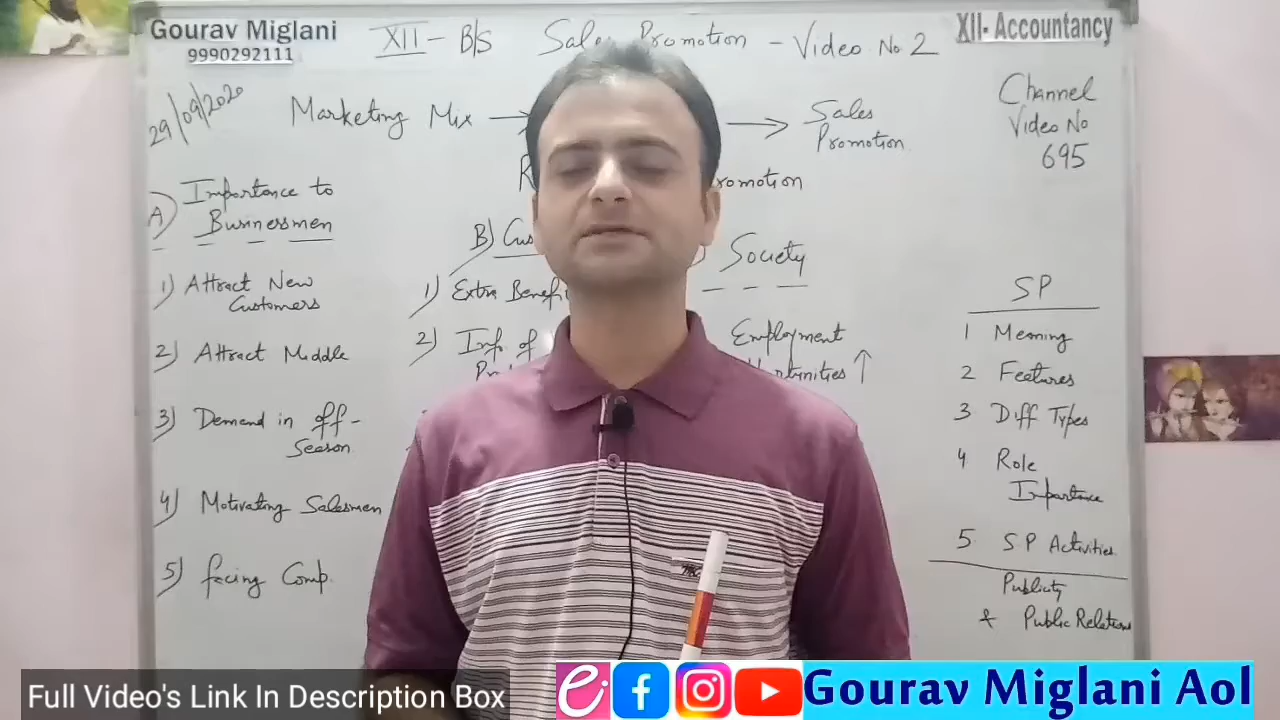 Gourav Miglani
9990292111
XII - B/S Sales Promotion - Video No 2
XII- Accountancy
29/09/2020
Marketing Mix → → Sales
Promotion
Channel
Video No
695
A) Importance to
Businessmen
1) Attract New
Customers
2) Attract Middle
3) Demand in off -
Season
4) Motivating Salesmen
5) facing Comp.
B)
1) Extra
2) Info. of
Society
Employment
↑
SP
1 Meaning
2 Features
3 Diff Types
4 Role
Importance
5 SP Activities
Publicity
& Public Relations
Full Video's Link In Description Box
Gourav Miglani Aol